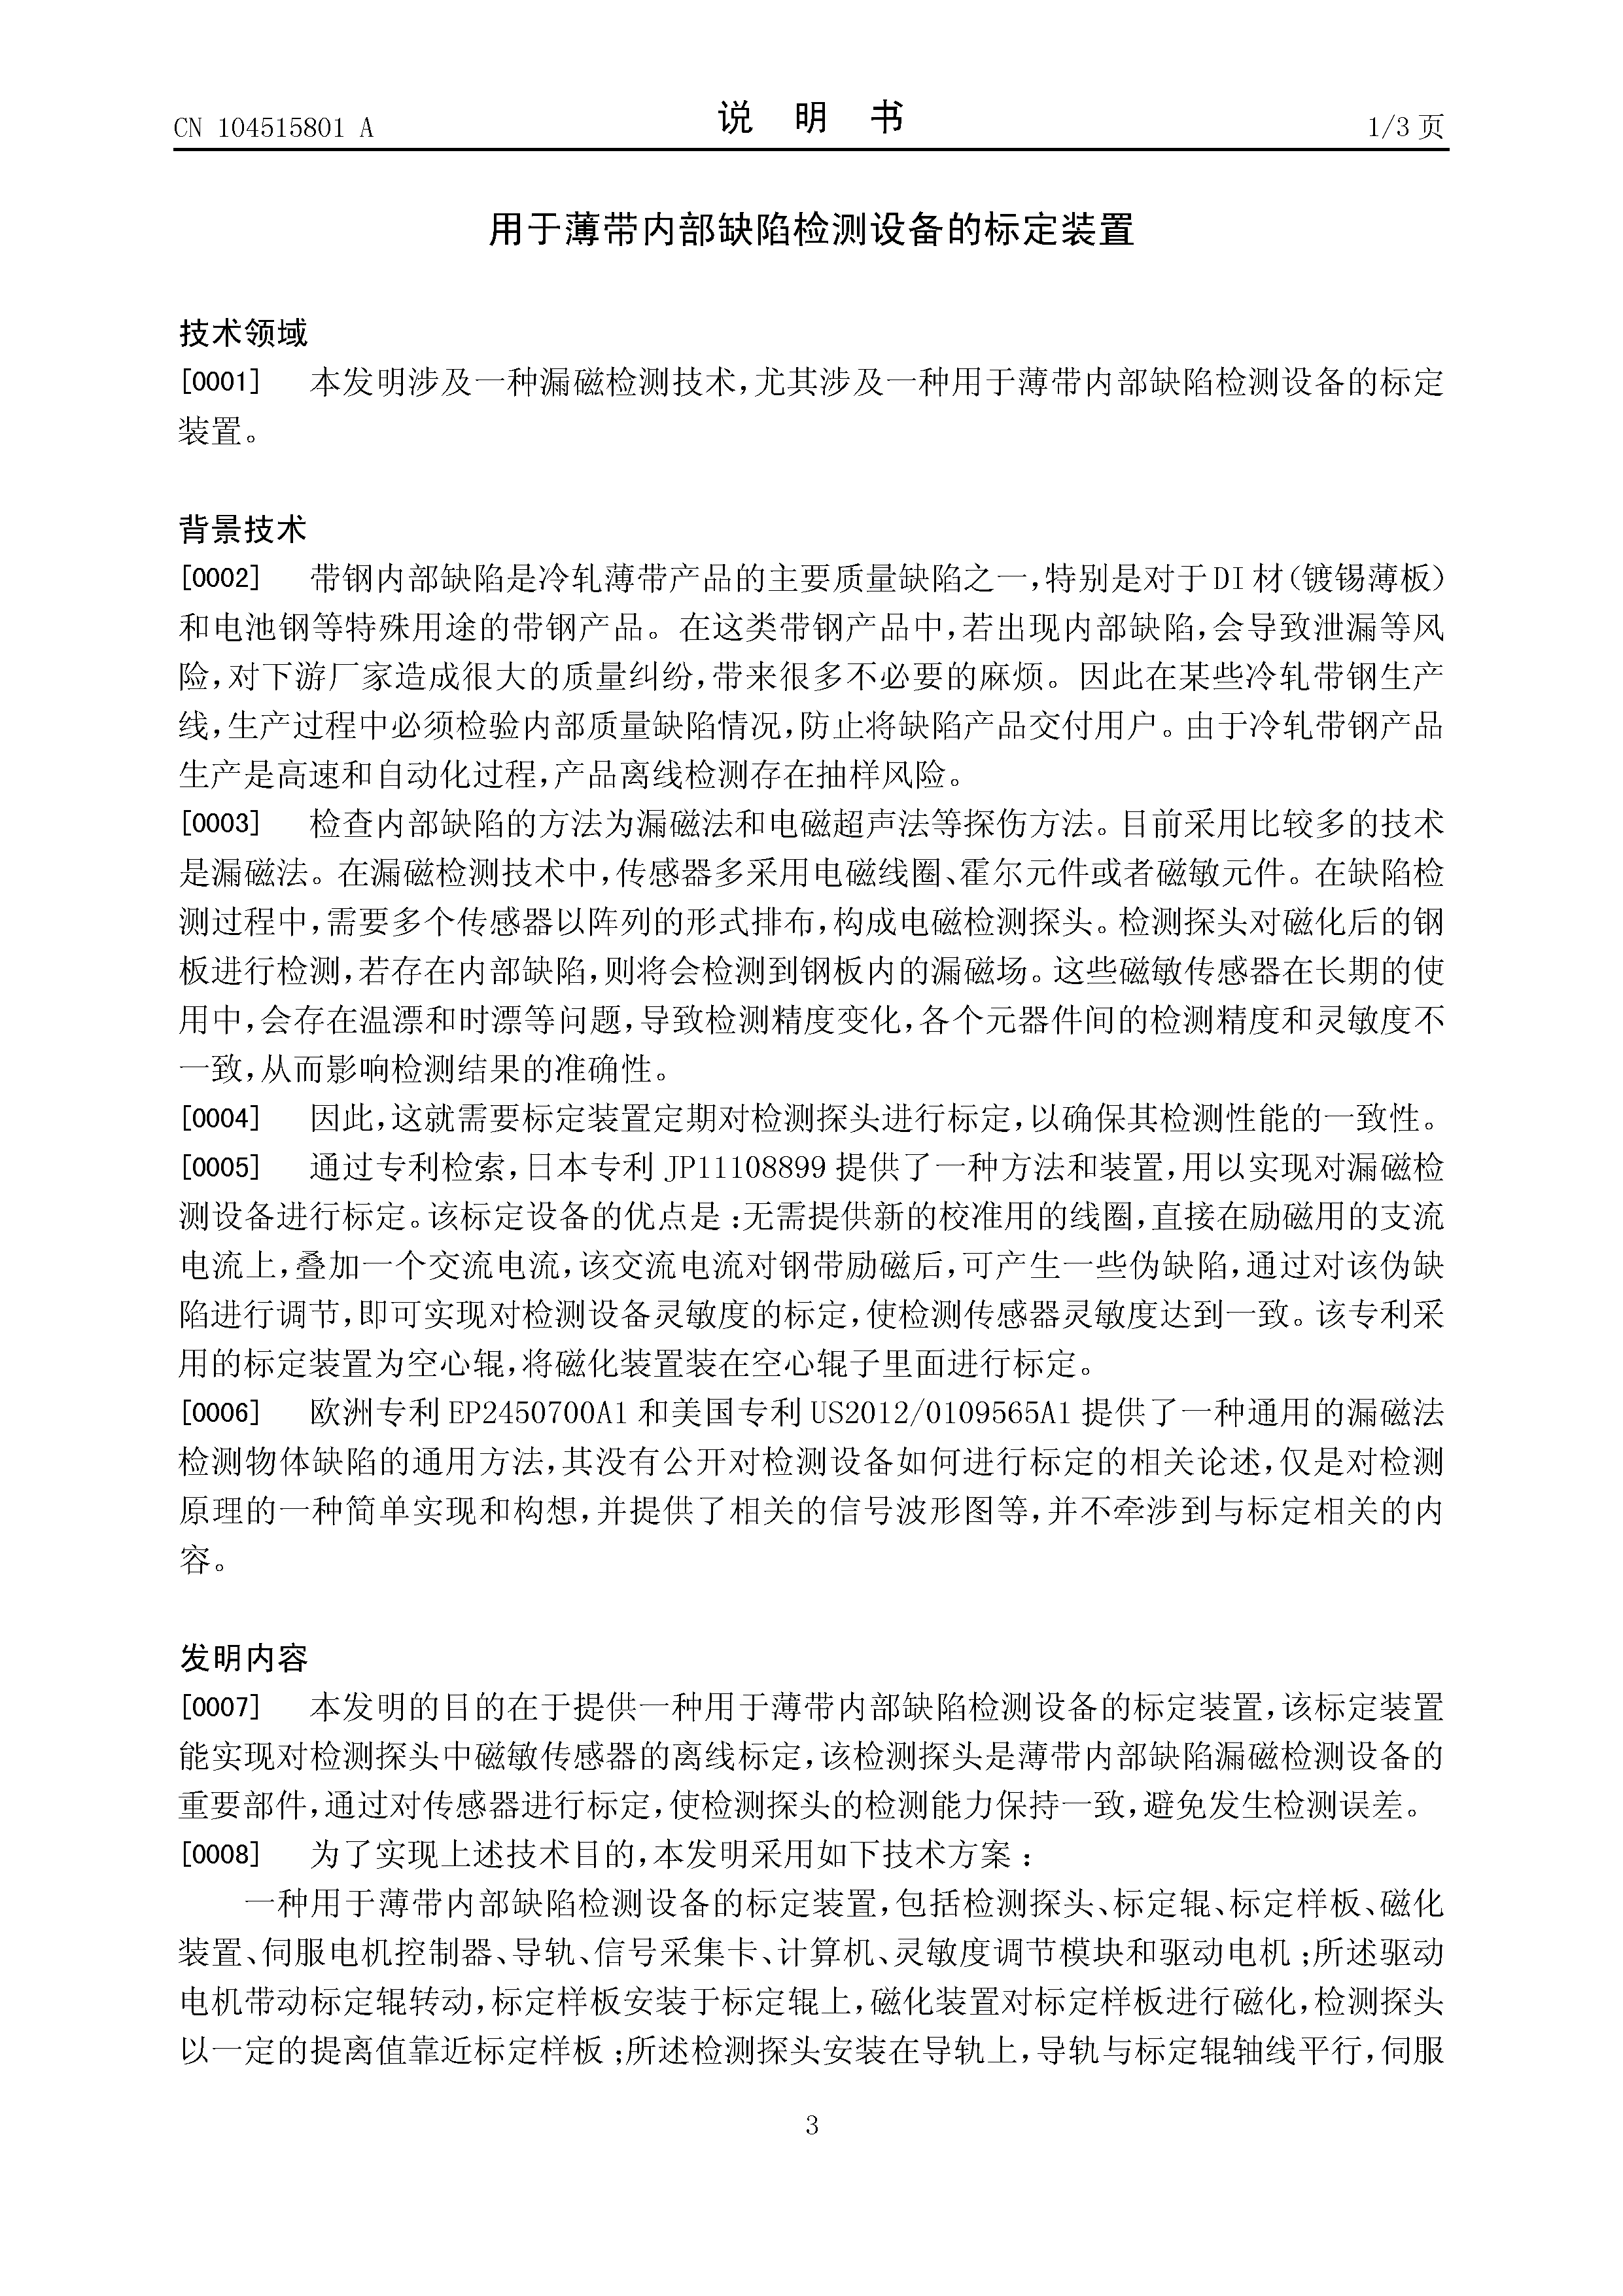 CN 104515801 A
说 明 书
1/3 页
用于薄带内部缺陷检测设备的标定装置
技术领域
[0001] 本发明涉及一种漏磁检测技术,尤其涉及一种用于薄带内部缺陷检测设备的标定
装置。
背景技术
[0002] 带钢内部缺陷是冷轧薄带产品的主要质量缺陷之一,特别是对于DI材(镀锡薄板)
和电池钢等特殊用途的带钢产品。在这类带钢产品中,若出现内部缺陷,会导致泄漏等风
险,对下游厂家造成很大的质量纠纷,带来很多不必要的麻烦。因此在某些冷轧带钢生产
线,生产过程中必须检验内部质量缺陷情况,防止将缺陷产品交付用户。由于冷轧带钢产品
生产是高速和自动化过程,产品离线检测存在抽样风险。
[0003] 检查内部缺陷的方法为漏磁法和电磁超声法等探伤方法。目前采用比较多的技术
是漏磁法。在漏磁检测技术中,传感器多采用电磁线圈、霍尔元件或者磁敏元件。在缺陷检
测过程中,需要多个传感器以阵列的形式排布,构成电磁检测探头。检测探头对磁化后的钢
板进行检测,若存在内部缺陷,则将会检测到钢板内的漏磁场。这些磁敏传感器在长期的使
用中,会存在温漂和时漂等问题,导致检测精度变化,各个元器件间的检测精度和灵敏度不
一致,从而影响检测结果的准确性。
[0004] 因此,这就需要标定装置定期对检测探头进行标定,以确保其检测性能的一致性。
[0005] 通过专利检索,日本专利 JP11108899 提供了一种方法和装置,用以实现对漏磁检
测设备进行标定。该标定设备的优点是:无需提供新的校准用的线圈,直接在励磁用的支流
电流上,叠加一个交流电流,该交流电流对钢带励磁后,可产生一些伪缺陷,通过对该伪缺
陷进行调节,即可实现对检测设备灵敏度的标定,使检测传感器灵敏度达到一致。该专利采
用的标定装置为空心辊,将磁化装置装在空心辊子里面进行标定。
[0006] 欧洲专利 EP2450700A1 和美国专利 US2012/0109565A1 提供了一种通用的漏磁法
检测物体缺陷的通用方法,其没有公开对检测设备如何进行标定的相关论述,仅是对检测
原理的一种简单实现和构想,并提供了相关的信号波形图等,并不牵涉到与标定相关的内
容。
发明内容
[0007] 本发明的目的在于提供一种用于薄带内部缺陷检测设备的标定装置,该标定装置
能实现对检测探头中磁敏传感器的离线标定,该检测探头是薄带内部缺陷漏磁检测设备的
重要部件,通过对传感器进行标定,使检测探头的检测能力保持一致,避免发生检测误差。
[0008] 为了实现上述技术目的,本发明采用如下技术方案:
一种用于薄带内部缺陷检测设备的标定装置,包括检测探头、标定辊、标定样板、磁化
装置、伺服电机控制器、导轨、信号采集卡、计算机、灵敏度调节模块和驱动电机;所述驱动
电机带动标定辊转动,标定样板安装于标定辊上,磁化装置对标定样板进行磁化,检测探头
以一定的提离值靠近标定样板;所述检测探头安装在导轨上,导轨与标定辊轴线平行,伺服
3